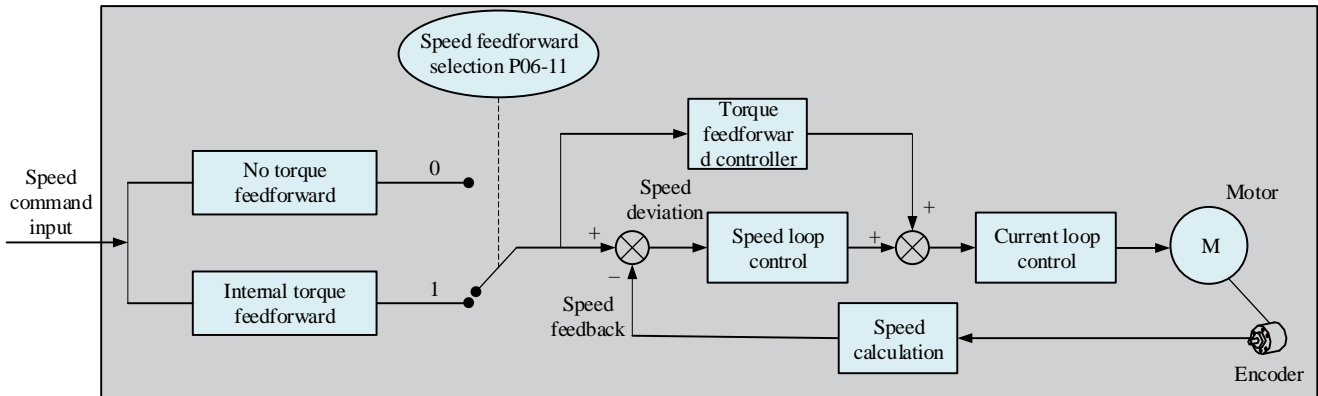 Speed feedforward
selection P06-11
Torque
feedforwar
d controller
Speed
command
input
No torque
feedforward
0
Internal torque
feedforward
1
Speed
deviation
+
−
Speed
feedback
Speed loop
control
+
+
Current loop
control
Motor
M
Speed
calculation
Encoder